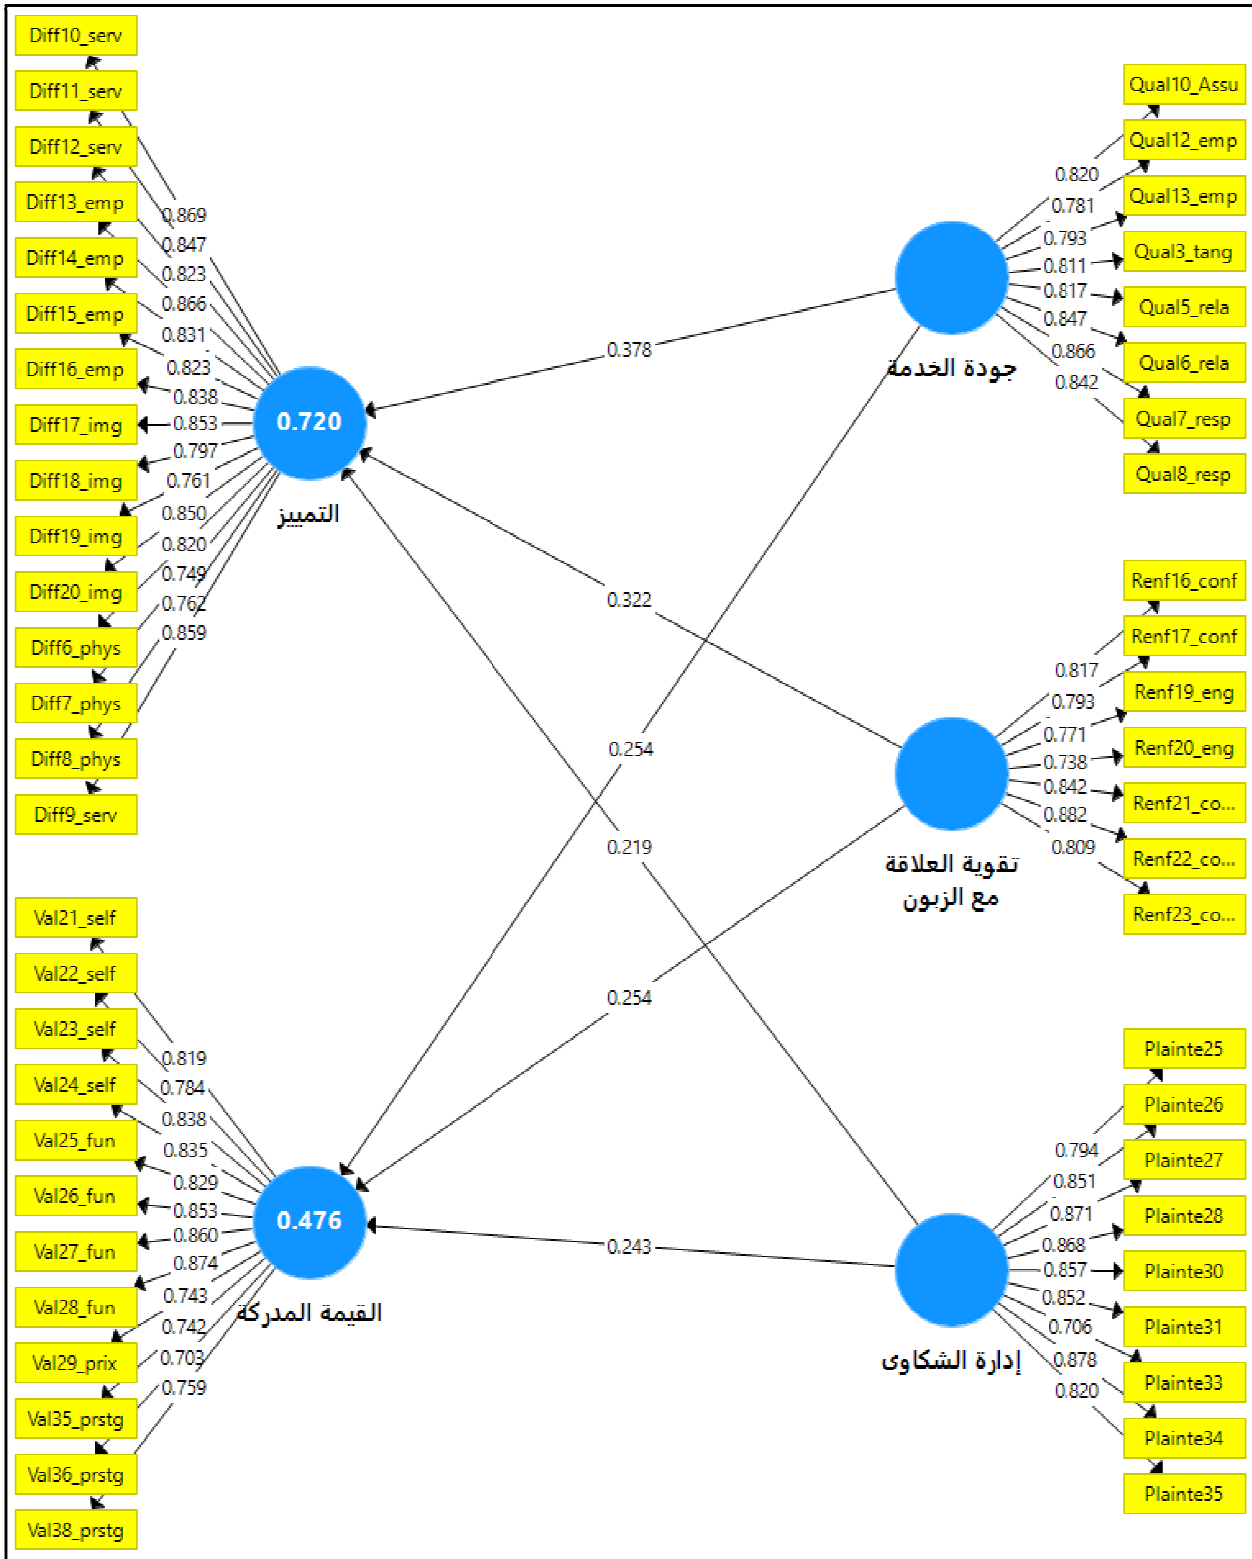 Diff10_serv
Diff11_serv
Diff12_serv
Diff13_emp
Diff14_emp
Diff15_emp
Diff16_emp
Diff17_img
Diff18_img
Diff19_img
Diff20_img
Diff6_phys
Diff7_phys
Diff8_phys
Diff9_serv
0.869
0.847
0.823
0.866
0.831
0.823
0.838
0.853
0.797
0.761
0.850
0.820
0.749
0.762
0.859
0.720
التمييز
Val21_self
Val22_self
Val23_self
Val24_self
Val25_fun
Val26_fun
Val27_fun
Val28_fun
Val29_prix
Val35_prstg
Val36_prstg
Val38_prstg
0.819
0.784
0.838
0.835
0.829
0.853
0.860
0.874
0.743
0.742
0.703
0.759
0.476
القيمة المدركة
0.378
0.322
0.254
0.219
0.254
0.243
جودة الخدمة
0.820
0.781
0.793
0.811
0.817
0.847
0.866
0.842
Qual10_Assu
Qual12_emp
Qual13_emp
Qual3_tang
Qual5_rela
Qual6_rela
Qual7_resp
Qual8_resp
تقوية العلاقة
مع الزبون
0.817
0.793
0.771
0.738
0.842
0.882
0.809
Renf16_conf
Renf17_conf
Renf19_eng
Renf20_eng
Renf21_co...
Renf22_co...
Renf23_co...
إدارة الشكاوى
0.794
0.851
0.871
0.868
0.857
0.852
0.706
0.878
0.820
Plainte25
Plainte26
Plainte27
Plainte28
Plainte30
Plainte31
Plainte33
Plainte34
Plainte35